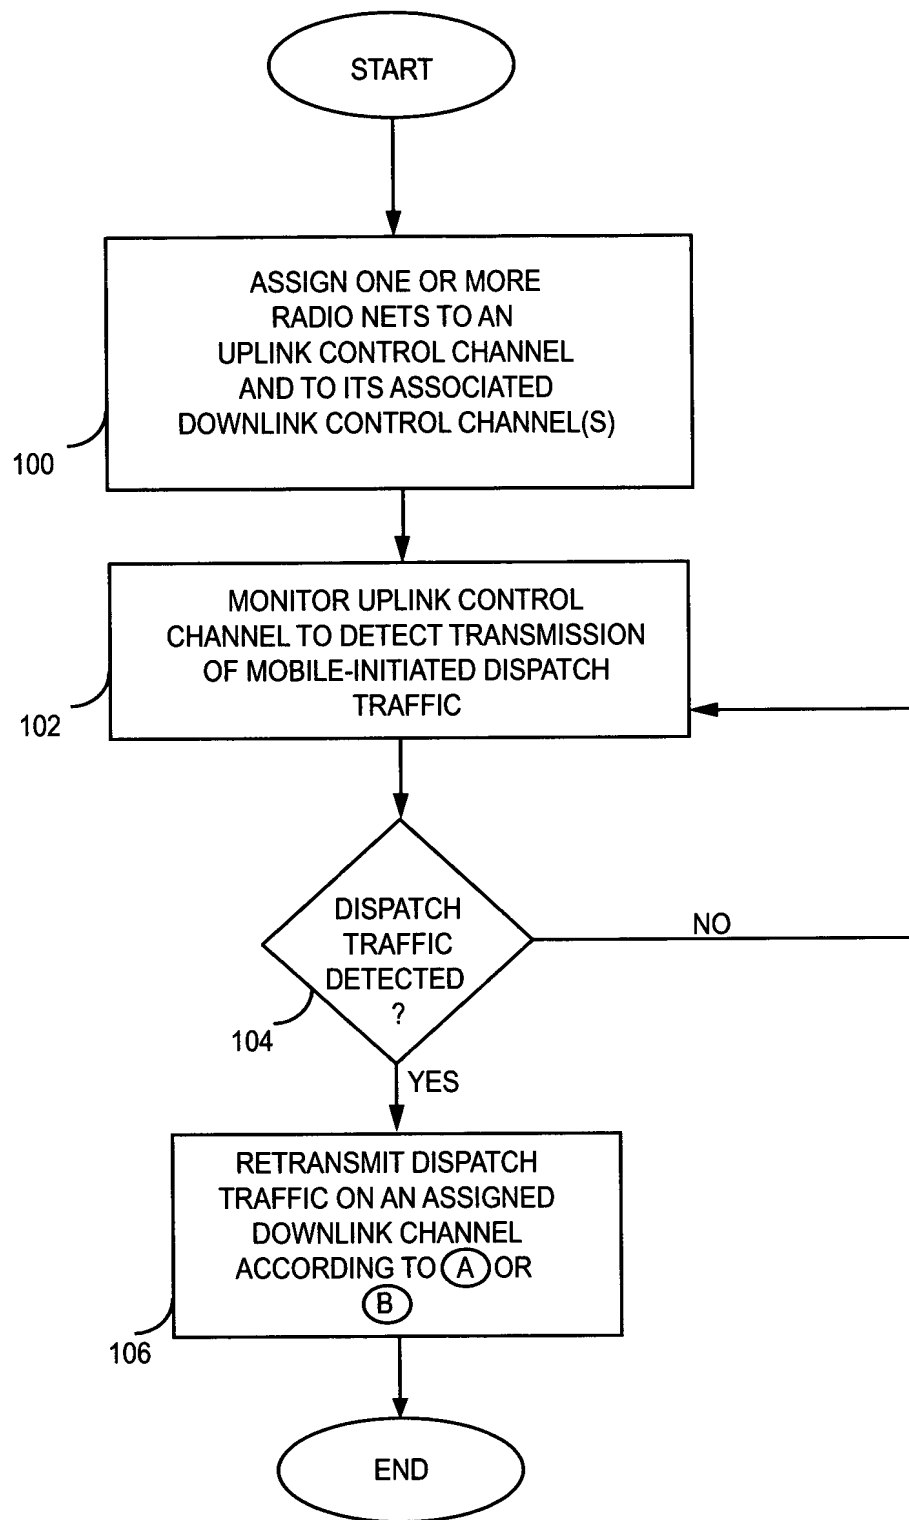 START
ASSIGN ONE OR MORE
RADIO NETS TO AN
UPLINK CONTROL CHANNEL
AND TO ITS ASSOCIATED
DOWNLINK CONTROL CHANNEL(S)
100
MONITOR UPLINK CONTROL
CHANNEL TO DETECT TRANSMISSION
OF MOBILE-INITIATED DISPATCH
TRAFFIC
102
DISPATCH
TRAFFIC
DETECTED
?
NO
104
YES
RETRANSMIT DISPATCH
TRAFFIC ON AN ASSIGNED
DOWNLINK CHANNEL
ACCORDING TO A OR
B
106
END